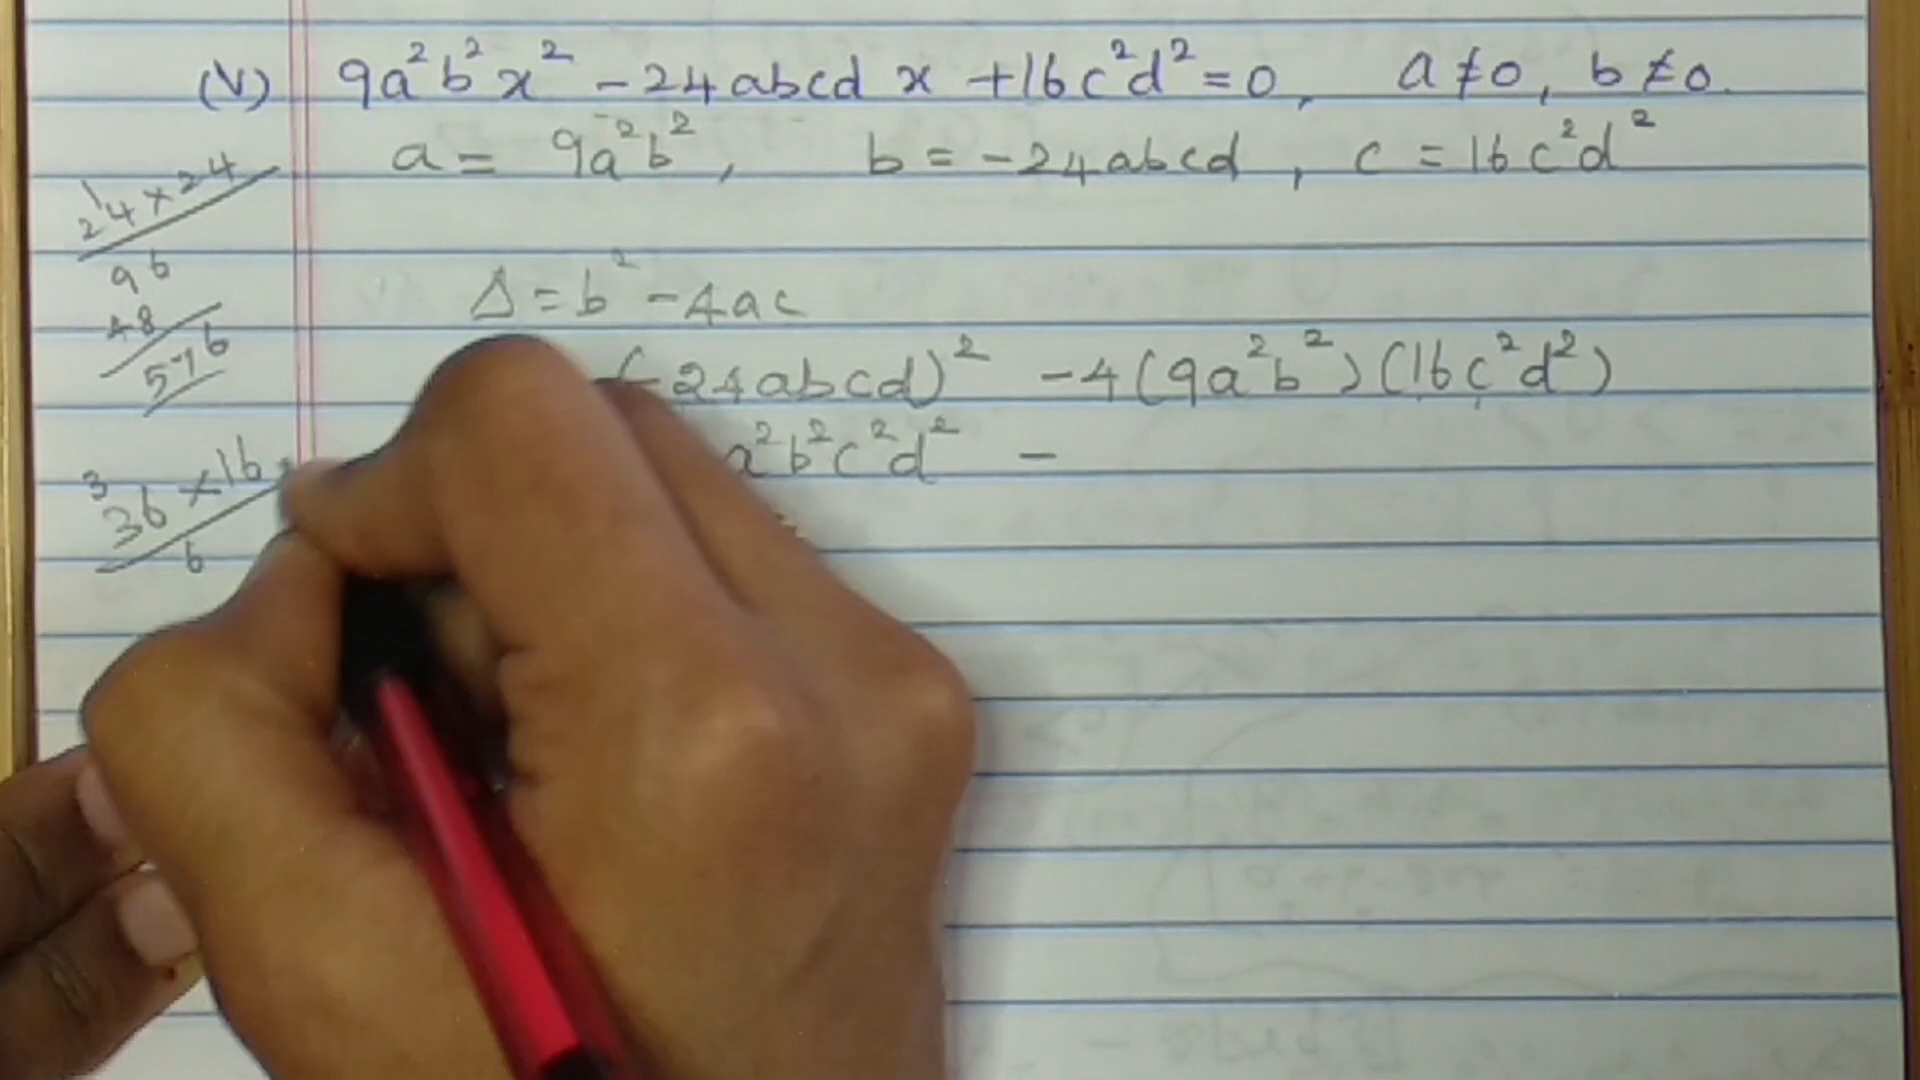 (V) 9a²b²x² - 24abcd x + 16c²d² = 0, a ≠ 0, b ≠ 0.
a = 9a²b², b = -24abcd, c = 16c²d²
24 × 24
96
48
576
Δ = b² - 4ac
(-24abcd)² - 4(9a²b²)(16c²d²)
a²b²c²d² -
3
36 × 16
6